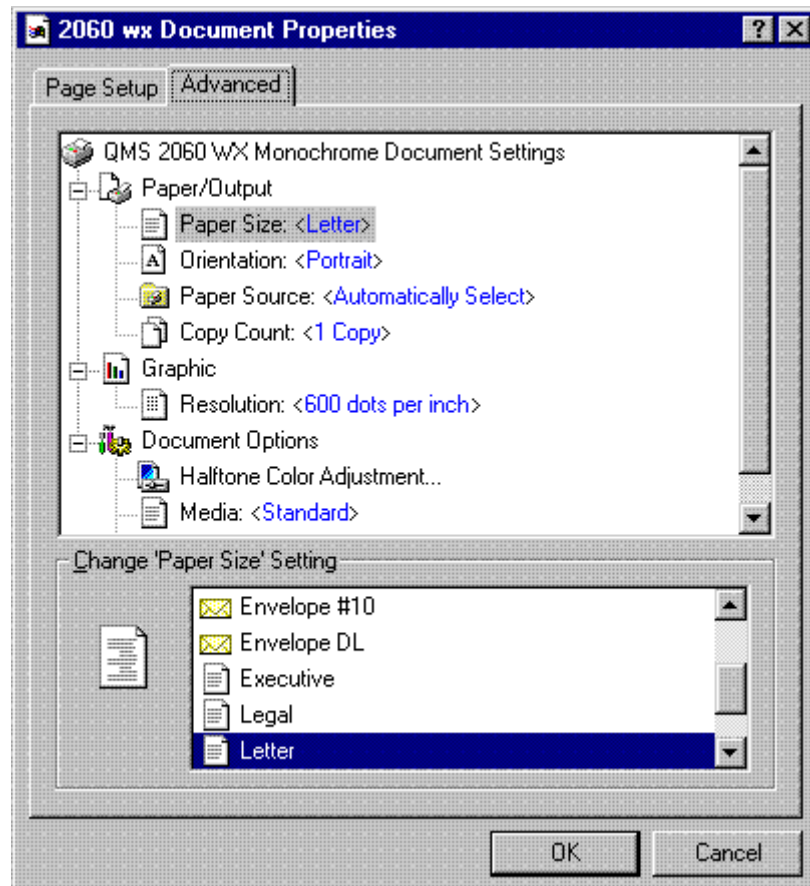 2060 wx Document Properties
Page Setup
Advanced
QMS 2060 WX Monochrome Document Settings
Paper/Output
Paper Size: <Letter>
Orientation: <Portrait>
Paper Source: <Automatically Select>
Copy Count: <1 Copy>
Graphic
Resolution: <600 dots per inch>
Document Options
Halftone Color Adjustment...
Media: <Standard>
Change 'Paper Size' Setting
Envelope #10
Envelope DL
Executive
Legal
Letter
OK
Cancel